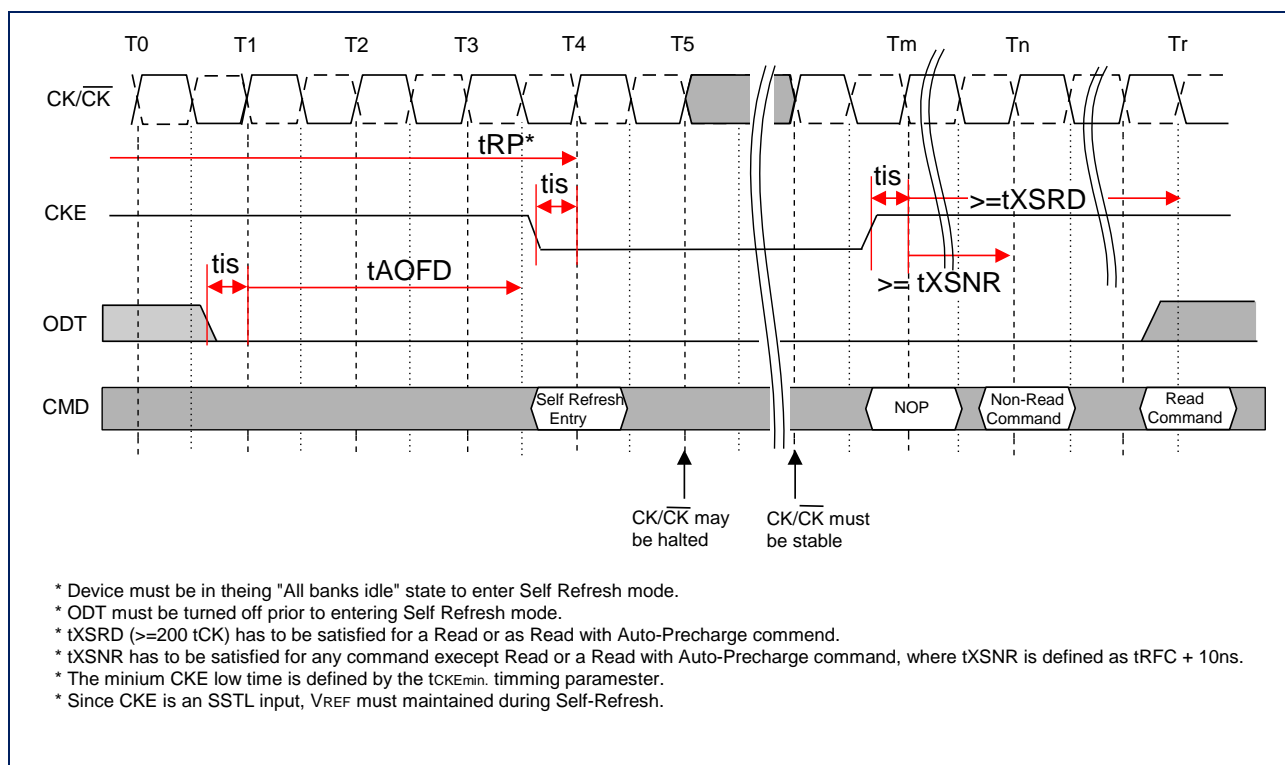 T0 T1 T2 T3 T4 T5 Tm Tn Tr
CK/C̅K̅
tRP*
tis tis
CKE >=tXSRD
tis tAOFD
>= tXSNR
ODT
CMD Self Refresh Entry NOP Non-Read Command Read Command
CK/C̅K̅ may
be halted
CK/C̅K̅ must
be stable
* Device must be in theing "All banks idle" state to enter Self Refresh mode.
* ODT must be turned off prior to entering Self Refresh mode.
* tXSRD (>=200 tCK) has to be satisfied for a Read or as Read with Auto-Precharge commend.
* tXSNR has to be satisfied for any command execept Read or a Read with Auto-Precharge command, where tXSNR is defined as tRFC + 10ns.
* The minium CKE low time is defined by the tCKEmin. timming paramester.
* Since CKE is an SSTL input, VREF must maintained during Self-Refresh.